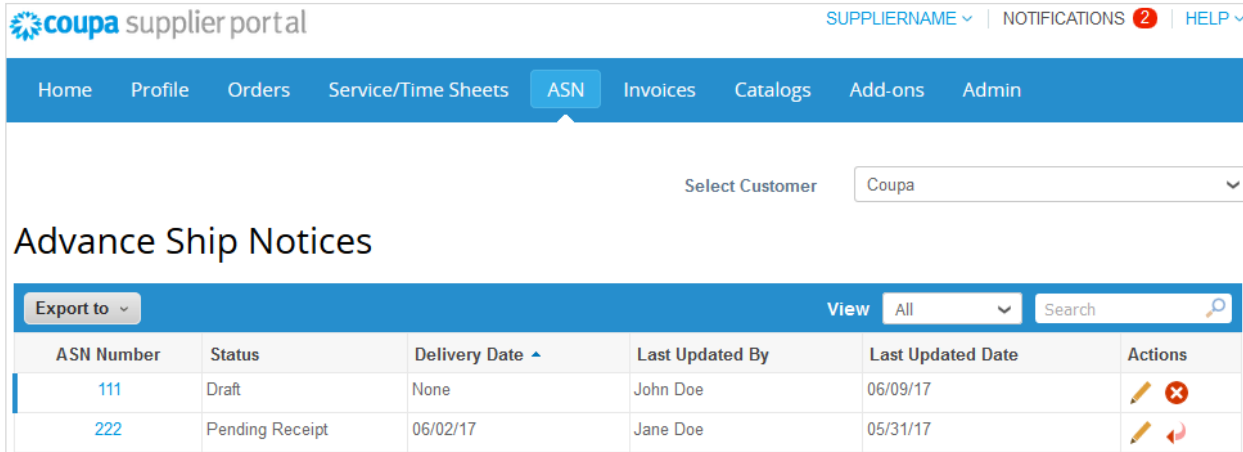 coupa supplier portal SUPPLIERNAME NOTIFICATIONS 2 HELP
Home Profile Orders Service/Time Sheets ASN Invoices Catalogs Add-ons Admin
Select Customer Coupa
Advance Ship Notices
Export to View All Search
ASN Number Status Delivery Date Last Updated By Last Updated Date Actions
111 Draft None John Doe 06/09/17
222 Pending Receipt 06/02/17 Jane Doe 05/31/17